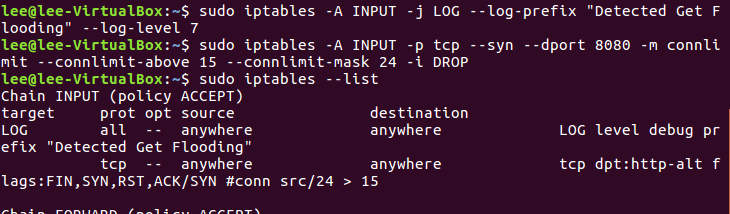 lee@lee-VirtualBox:~$ sudo iptables -A INPUT -j LOG --log-prefix "Detected Get F
looding" --log-level 7
lee@lee-VirtualBox:~$ sudo iptables -A INPUT -p tcp --syn --dport 8080 -m connli
mit --connlimit-above 15 --connlimit-mask 24 -i DROP
lee@lee-VirtualBox:~$ sudo iptables --list
Chain INPUT (policy ACCEPT)
target     prot opt source               destination
LOG        all  --  anywhere             anywhere             LOG level debug pr
efix "Detected Get Flooding"
           tcp  --  anywhere             anywhere             tcp dpt:http-alt f
lags:FIN,SYN,RST,ACK/SYN #conn src/24 > 15
Chain FORWARD (policy ACCEPT)